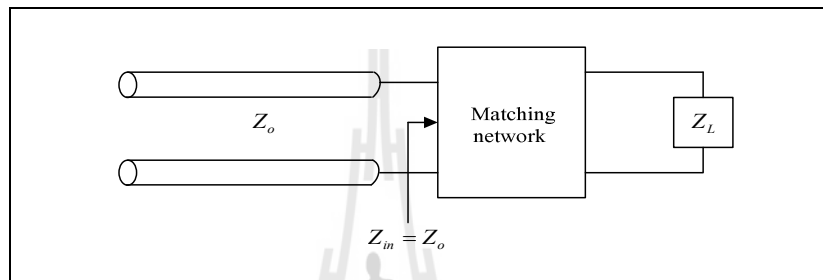 Z_o
Matching
network
Z_L
Z_in = Z_o